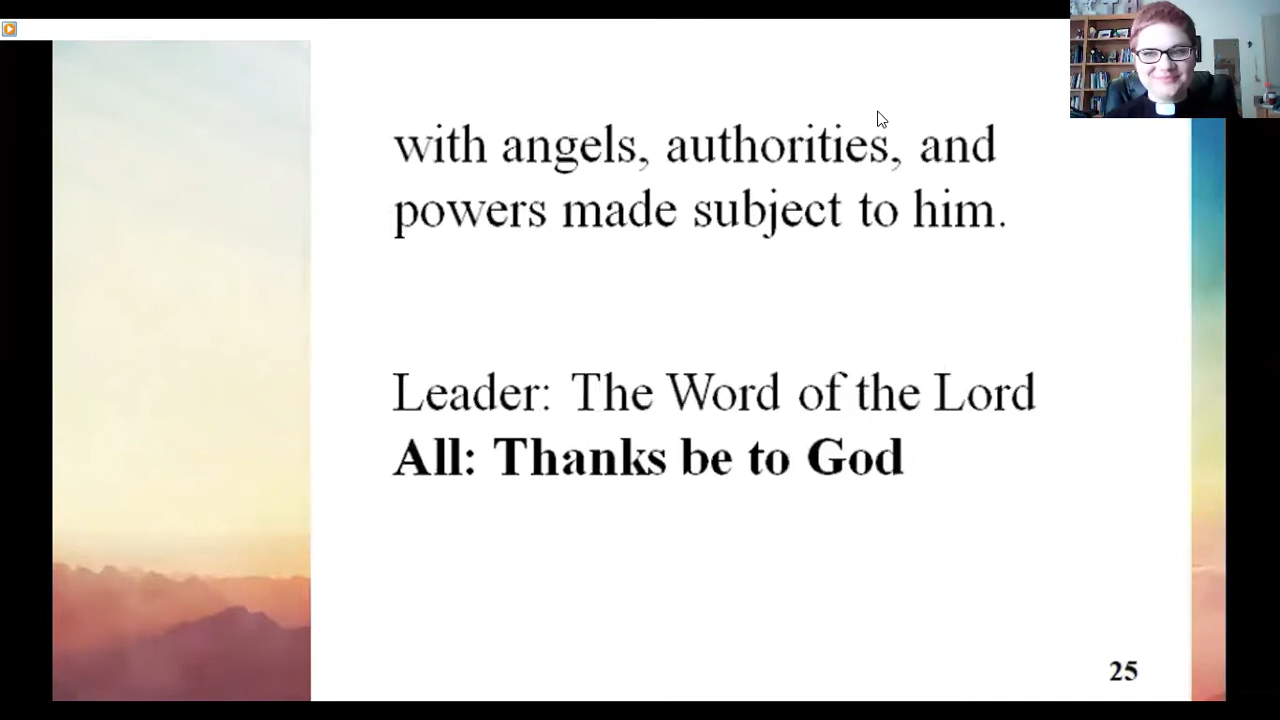 with angels, authorities, and
powers made subject to him.
Leader: The Word of the Lord
All: Thanks be to God
25